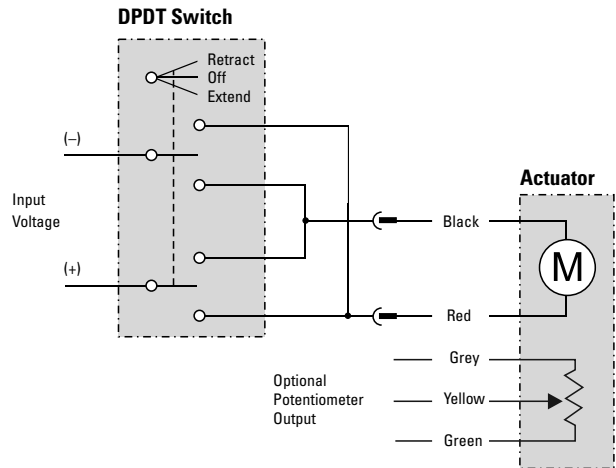 DPDT Switch
Retract
Off
Extend
(–)
Input
Voltage
(+)
Actuator
Black
M
Red
Grey
Optional
Potentiometer
Output
Yellow
Green